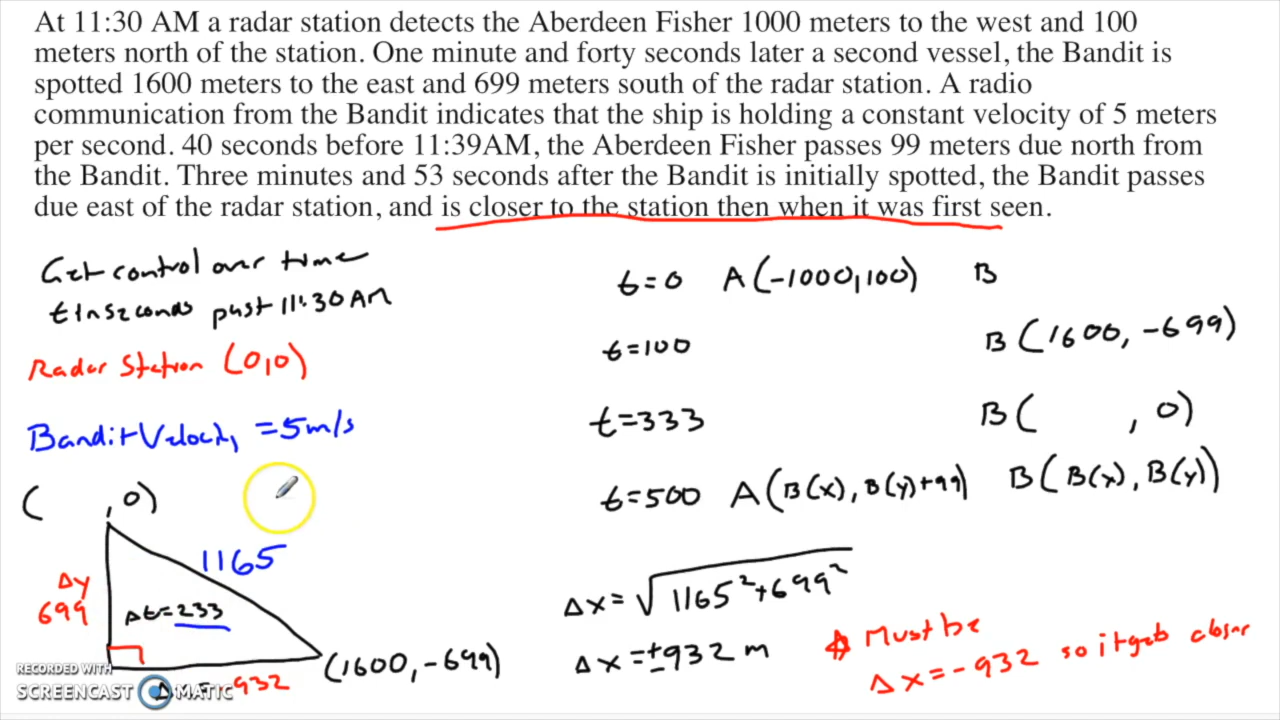 At 11:30 AM a radar station detects the Aberdeen Fisher 1000 meters to the west and 100
meters north of the station. One minute and forty seconds later a second vessel, the Bandit is
spotted 1600 meters to the east and 699 meters south of the radar station. A radio
communication from the Bandit indicates that the ship is holding a constant velocity of 5 meters
per second. 40 seconds before 11:39AM, the Aberdeen Fisher passes 99 meters due north from
the Bandit. Three minutes and 53 seconds after the Bandit is initially spotted, the Bandit passes
due east of the radar station, and is closer to the station then when it was first seen.
Get control over time
t in seconds past 11:30 AM
Radar Station (0,0)
Bandit Velocity = 5m/s
t=0 A(-1000,100) B
t=100 B(1600,-699)
t=333 B( ,0)
t=500 A(B(x), B(y)+99) B(B(x), B(y))
( ,0)
1165
Δy
699
Δt=233
(1600,-699)
Δx = -932
Δx = √1165²+699²
Δx = ±932 m
Must be
Δx = -932 so it gets closer
RECORDED WITH
SCREENCAST MATIC